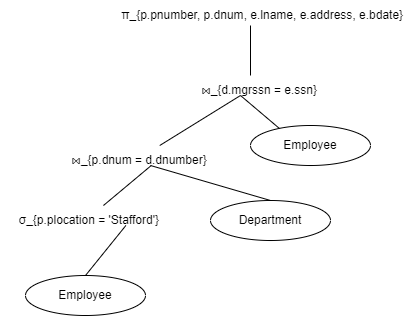 π_{p.pnumber, p.dnum, e.lname, e.address, e.bdate}
⋈_{d.mgrssn = e.ssn}
Employee
⋈_{p.dnum = d.dnumber}
σ_{p.plocation = 'Stafford'}
Department
Employee